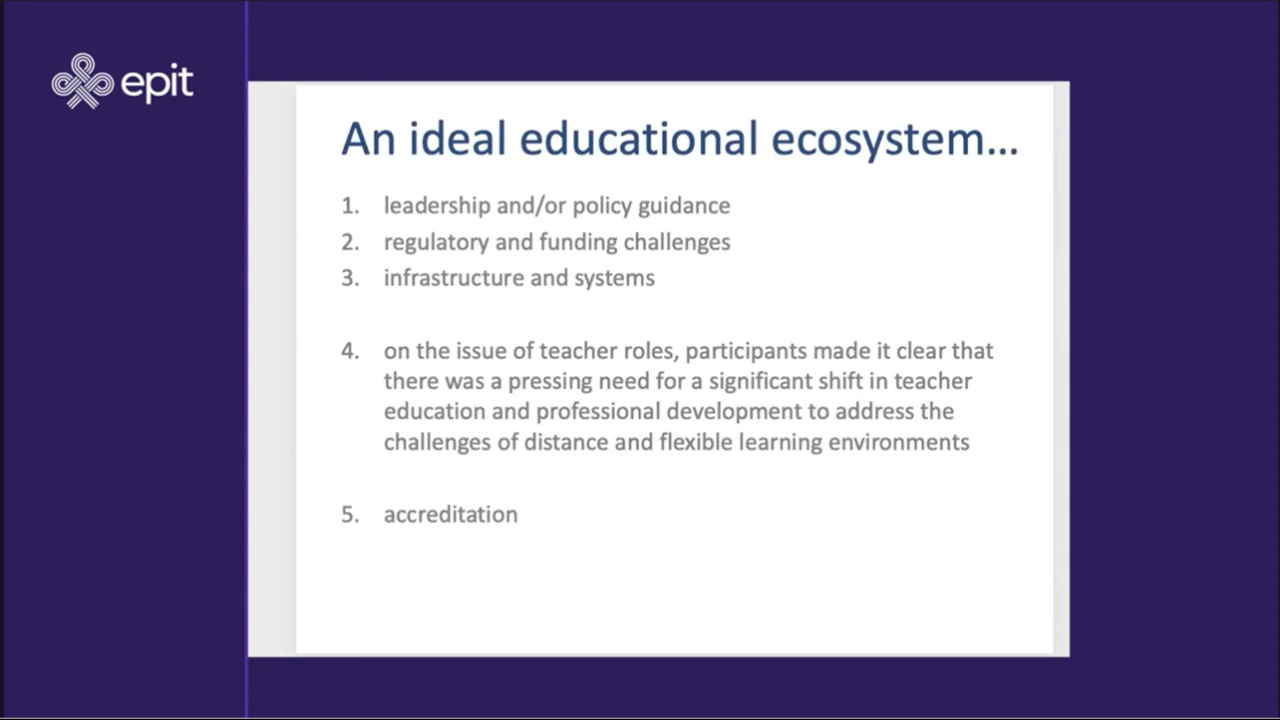 epit
An ideal educational ecosystem...
1. leadership and/or policy guidance
2. regulatory and funding challenges
3. infrastructure and systems
4. on the issue of teacher roles, participants made it clear that
there was a pressing need for a significant shift in teacher
education and professional development to address the
challenges of distance and flexible learning environments
5. accreditation